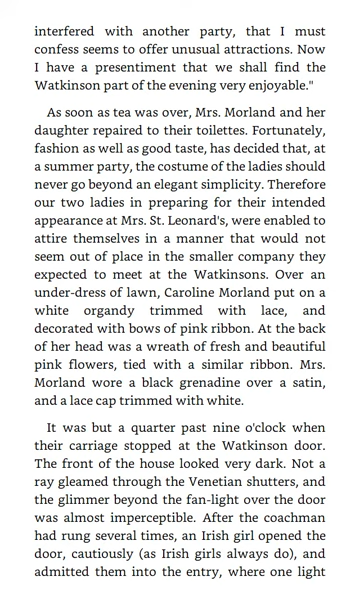 interfered with another party, that I must
confess seems to offer unusual attractions. Now
I have a presentiment that we shall find the
Watkinson part of the evening very enjoyable."
As soon as tea was over, Mrs. Morland and her
daughter repaired to their toilettes. Fortunately,
fashion as well as good taste, has decided that, at
a summer party, the costume of the ladies should
never go beyond an elegant simplicity. Therefore
our two ladies in preparing for their intended
appearance at Mrs. St. Leonard's, were enabled to
attire themselves in a manner that would not
seem out of place in the smaller company they
expected to meet at the Watkinsons. Over an
under-dress of lawn, Caroline Morland put on a
white organdy trimmed with lace, and
decorated with bows of pink ribbon. At the back
of her head was a wreath of fresh and beautiful
pink flowers, tied with a similar ribbon. Mrs.
Morland wore a black grenadine over a satin,
and a lace cap trimmed with white.
It was but a quarter past nine o'clock when
their carriage stopped at the Watkinson door.
The front of the house looked very dark. Not a
ray gleamed through the Venetian shutters, and
the glimmer beyond the fan-light over the door
was almost imperceptible. After the coachman
had rung several times, an Irish girl opened the
door, cautiously (as Irish girls always do), and
admitted them into the entry, where one light